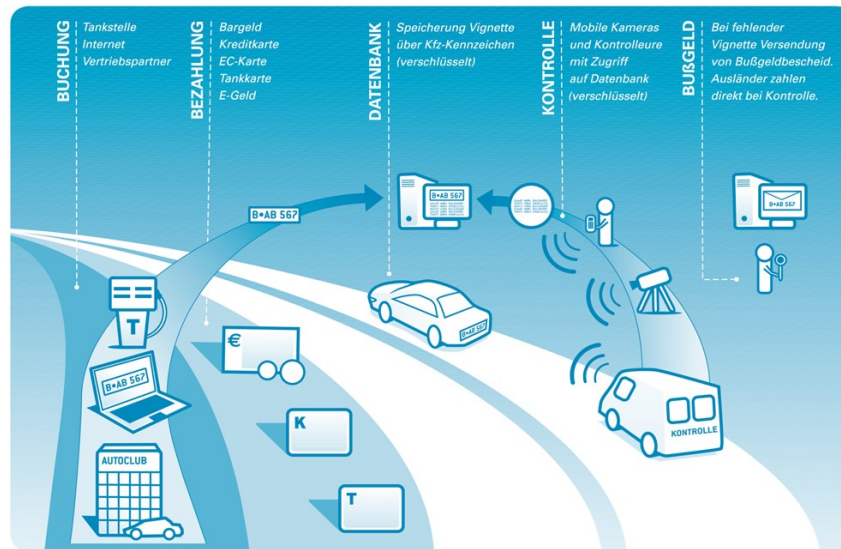 BUCHUNG
Tankstelle
Internet
Vertriebspartner
BEZAHLUNG
Bargeld
Kreditkarte
EC-Karte
Tankkarte
E-Geld
DATENBANK
Speicherung Vignette
über Kfz-Kennzeichen
(verschlüsselt)
KONTROLLE
Mobile Kameras
und Kontrolleure
mit Zugriff
auf Datenbank
(verschlüsselt)
BUßGELD
Bei fehlender
Vignette Versendung
von Bußgeldbescheid.
Ausländer zahlen
direkt bei Kontrolle.
B•AB 567
B•AB 567
B•AB 567
T
B•AB 567
€
B•AB 567
K
KONTROLLE
AUTOCLUB
T